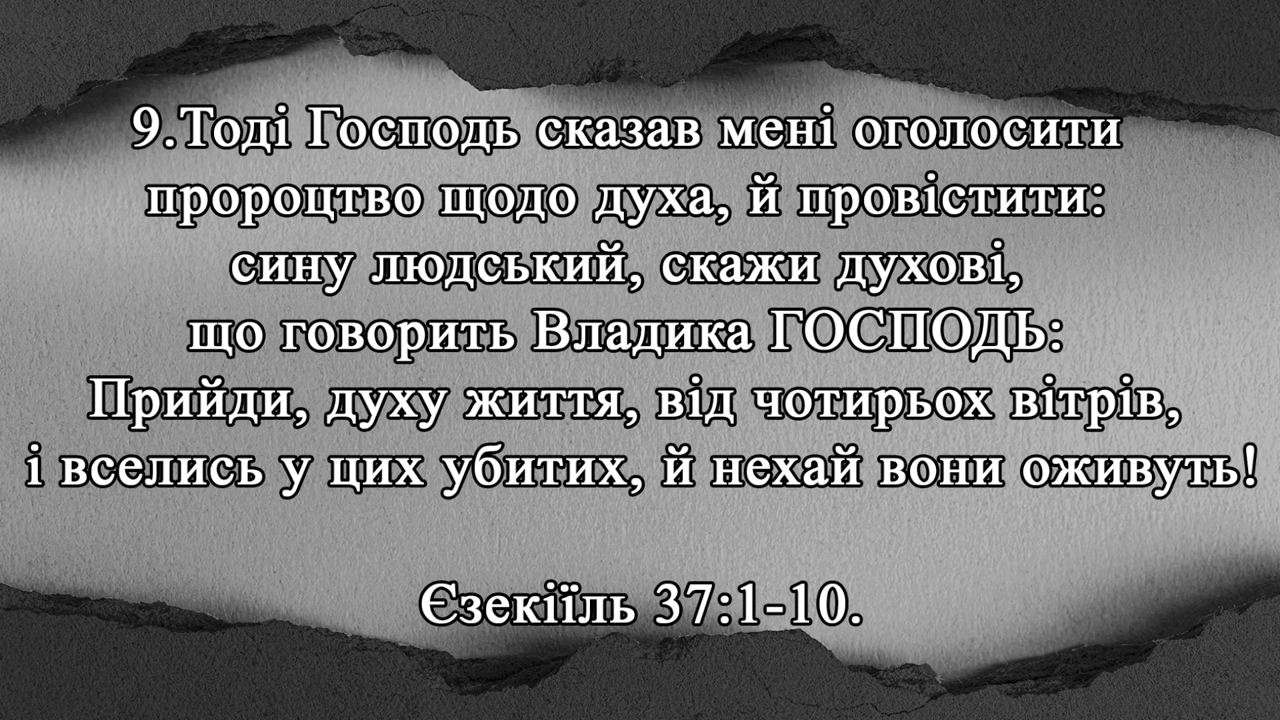 9.Тоді Господь сказав мені оголосити
пророцтво щодо духа, й провістити:
сину людський, скажи духові,
що говорить Владика ГОСПОДЬ:
Прийди, духу життя, від чотирьох вітрів,
і вселись у цих убитих, й нехай вони оживуть!
Єзекіїль 37:1-10.